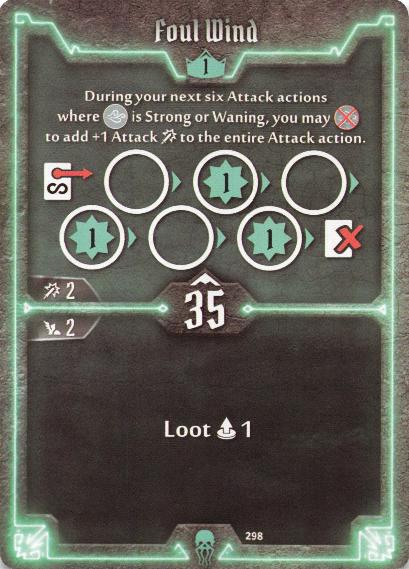 Foul Wind
1
During your next six Attack actions
where is Strong or Waning, you may
to add +1 Attack to the entire Attack action.
S 1
1 1
2
35
2
Loot 1
298